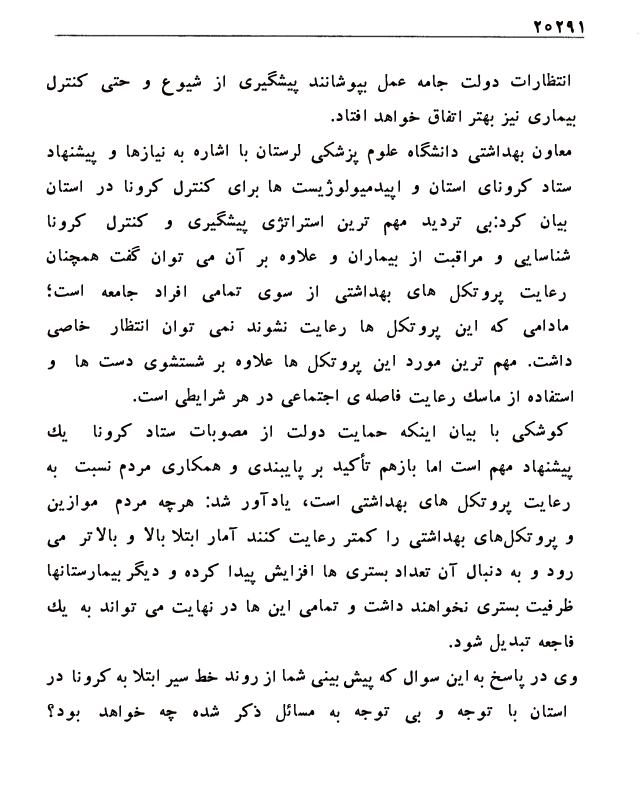 ۲۰۲۹۱
انتظارات دولت جامه عمل بپوشانند پیشگیری از شیوع و حتی کنترل
بیماری نیز بهتر اتفاق خواهد افتاد.
معاون بهداشتی دانشگاه علوم پزشکی لرستان با اشاره به نیازها و پیشنهاد
ستاد کرونای استان و اپیدمیولوژیست ها برای کنترل کرونا در استان
بیان کرد:بی تردید مهم ترین استراتژی پیشگیری و کنترل کرونا
شناسایی و مراقبت از بیماران و علاوه بر آن می توان گفت همچنان
رعایت پروتکل های بهداشتی از سوی تمامی افراد جامعه است؛
مادامی که این پروتکل ها رعایت نشوند نمی توان انتظار خاصی
داشت. مهم ترین مورد این پروتکل ها علاوه بر شستشوی دست ها و
استفاده از ماسك رعایت فاصله ی اجتماعی در هر شرایطی است.
کوشکی با بیان اینکه حمایت دولت از مصوبات ستاد کرونا يك
پیشنهاد مهم است اما بازهم تأکید بر پایبندی و همکاری مردم نسبت به
رعایت پروتکل های بهداشتی است، یادآور شد: هرچه مردم موازین
و پروتکل‌های بهداشتی را کمتر رعایت کنند آمار ابتلا بالا و بالاتر می
رود و به دنبال آن تعداد بستری ها افزایش پیدا کرده و دیگر بیمارستانها
ظرفیت بستری نخواهند داشت و تمامی این ها در نهایت می تواند به يك
فاجعه تبدیل شود.
وی در پاسخ به این سوال که پیش بینی شما از روند خط سیر ابتلا به کرونا در
استان با توجه و بی توجه به مسائل ذکر شده چه خواهد بود؟